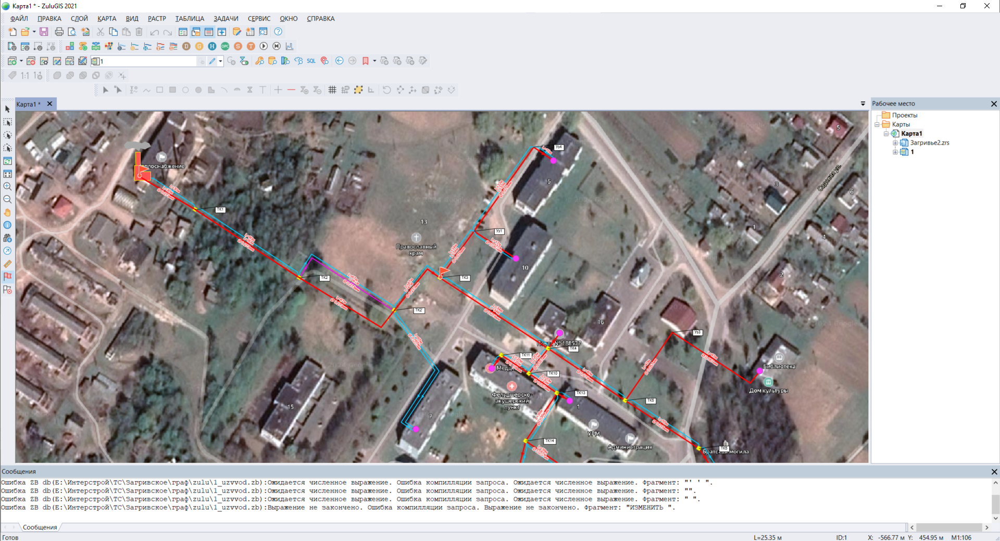 Карта1 * - ZuluGIS 2021
ФАЙЛ ПРАВКА СЛОЙ КАРТА ВИД РАСТР ТАБЛИЦА ЗАДАЧИ СЕРВИС ОКНО СПРАВКА
D G H OPC S T
1 SQL
1:1
Карта1 *
Рабочее место
Проекты
Карты
Карта1
Загривье2.zrs
1
Уз4
5
5
3
Садовая ул.
6
плоснабжение
ТК1
13
Уз1
1
4
Православный
храм
10
2
ТК2
ТК3
ТК2
16
Уз3
№ 188577
ТК4
ТК11
Библиотека
ТК10
Дом культуры
Фельдшерско-
акушерский
пункт
ТК13
1
ТК6
15
7
УРМ
Администрация
ТК14
Братская могила
Сообщения
Ошибка ZB db(E:\Интерстрой\ТС\Загривское\граф\zulu\1_uzvvod.zb):Ожидается численное выражение. Ошибка компилляции запроса. Ожидается численное выражение. Фрагмент: "' ' ".
Ошибка ZB db(E:\Интерстрой\ТС\Загривское\граф\zulu\1_uzvvod.zb):Ожидается численное выражение. Ошибка компилляции запроса. Ожидается численное выражение. Фрагмент: "".
Ошибка ZB db(E:\Интерстрой\ТС\Загривское\граф\zulu\1_uzvvod.zb):Ожидается численное выражение. Ошибка компилляции запроса. Ожидается численное выражение. Фрагмент: " ".
Ошибка ZB db(E:\Интерстрой\ТС\Загривское\граф\zulu\1_uzvvod.zb):Выражение не закончено. Ошибка компилляции запроса. Выражение не закончено. Фрагмент: "ИЗМЕНИТЬ ".
Сообщения
Готов
L=25.35 м ID:1 X: -566.77 м Y: 454.95 м М1:106